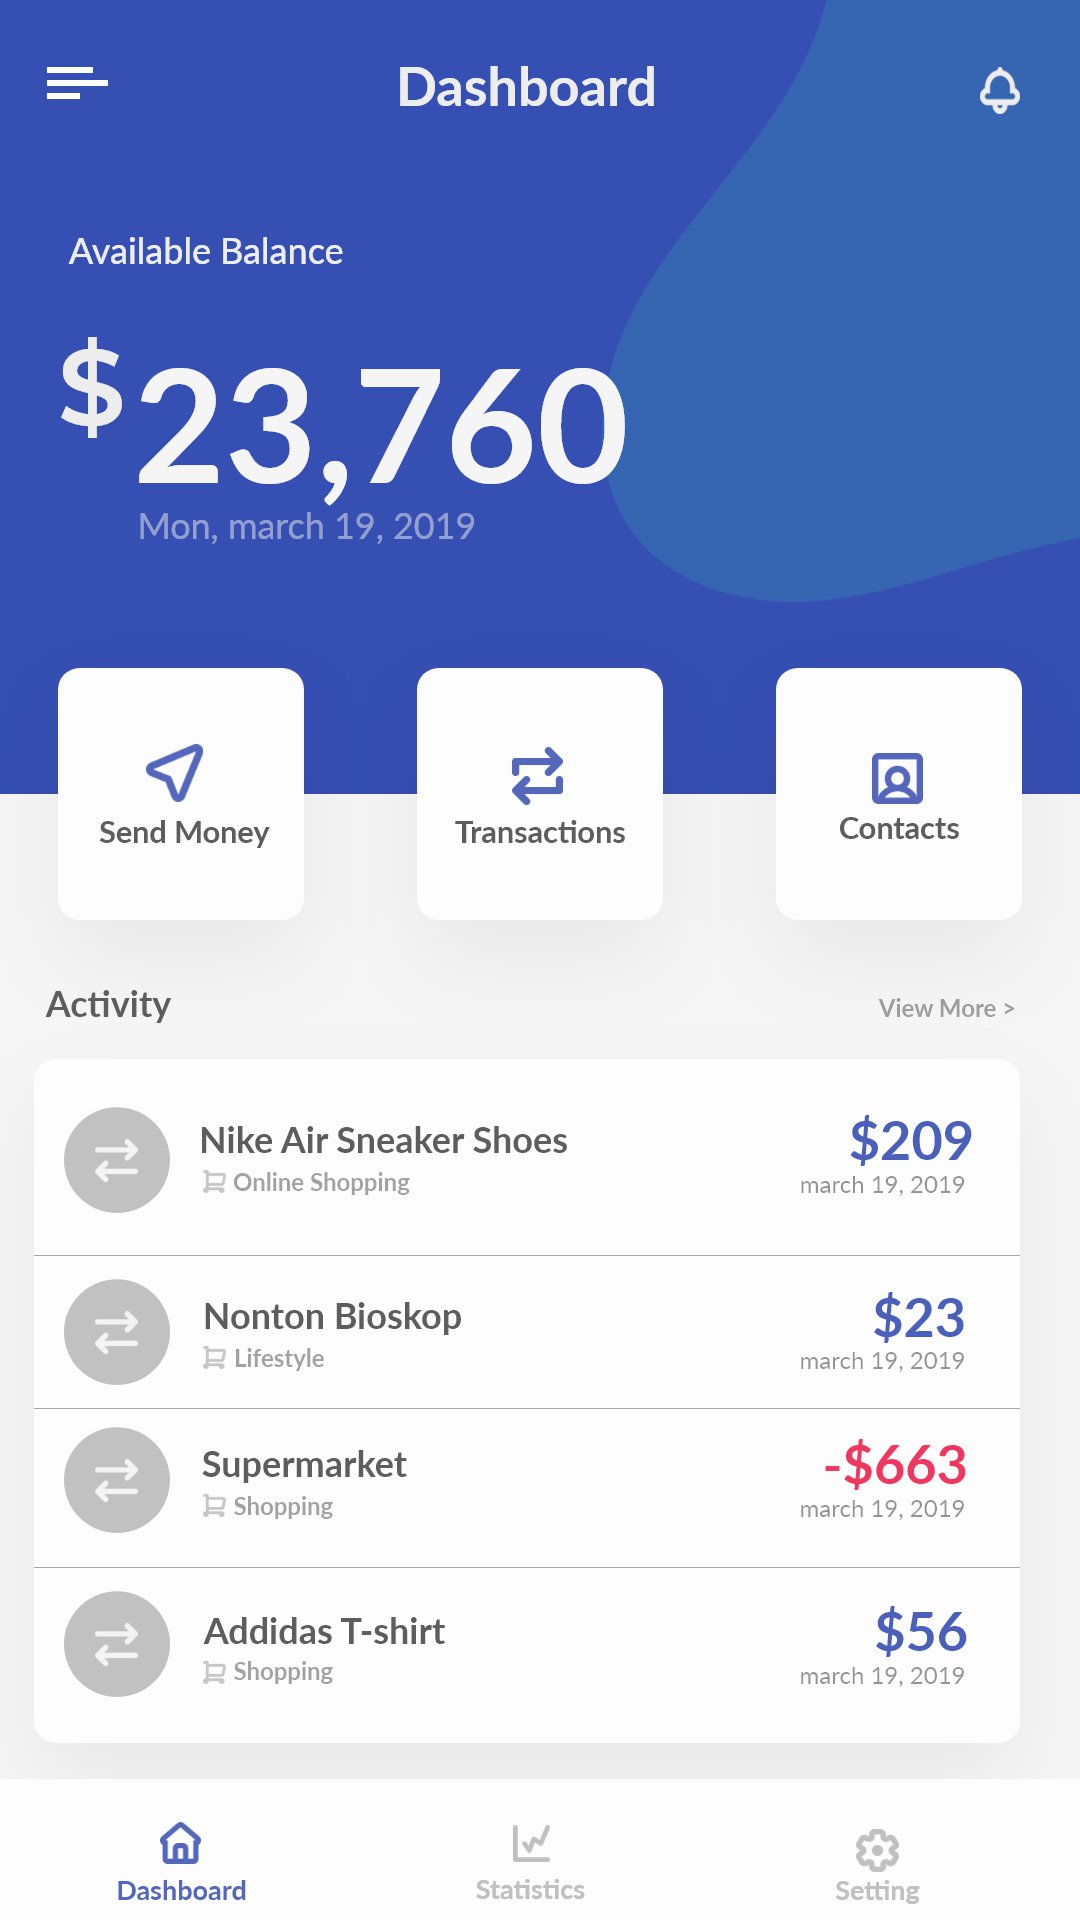 Dashboard
Available Balance
$23,760
Mon, march 19, 2019
Send Money
Transactions
Contacts
Activity
View More >
Nike Air Sneaker Shoes
$209
Online Shopping
march 19, 2019
Nonton Bioskop
$23
Lifestyle
march 19, 2019
Supermarket
-$663
Shopping
march 19, 2019
Addidas T-shirt
$56
Shopping
march 19, 2019
Dashboard
Statistics
Setting